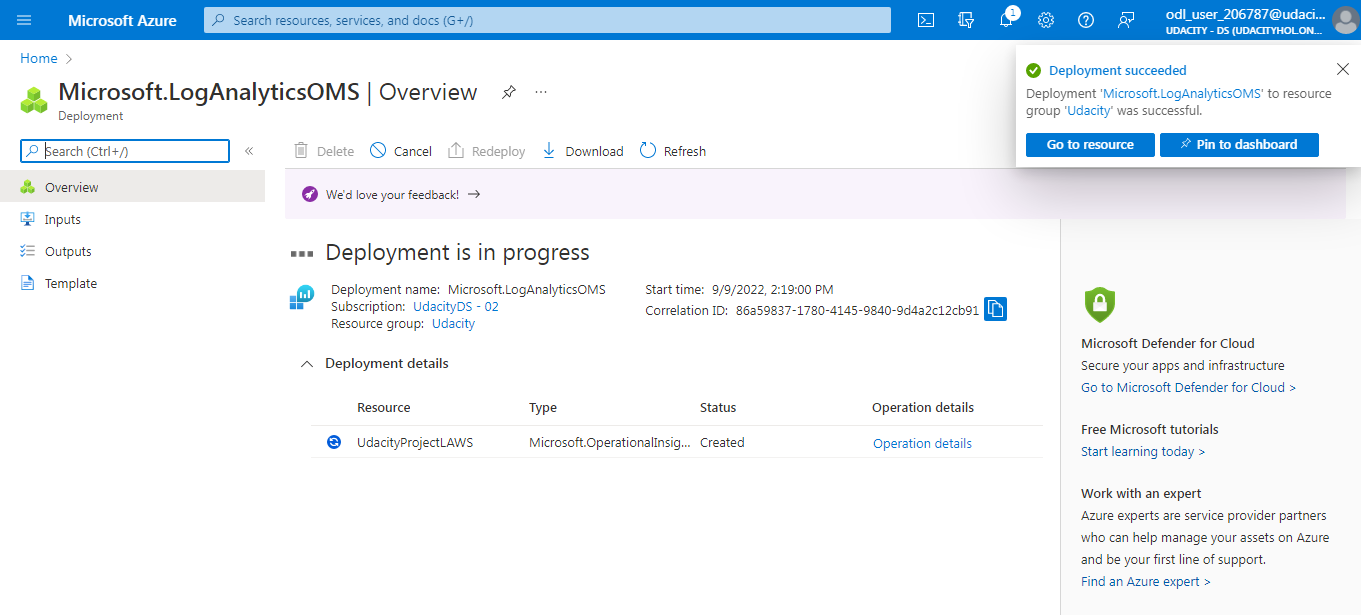 Microsoft Azure
Search resources, services, and docs (G+/)
1
odl_user_206787@udaci...
UDACITY - DS (UDACITYHOL.ON...
Home
Microsoft.LogAnalyticsOMS | Overview
Deployment
Deployment succeeded
Deployment 'Microsoft.LogAnalyticsOMS' to resource
group 'Udacity' was successful.
Go to resource
Pin to dashboard
Search (Ctrl+/)
Overview
Inputs
Outputs
Template
Delete
Cancel
Redeploy
Download
Refresh
We'd love your feedback!
Deployment is in progress
Deployment name: Microsoft.LogAnalyticsOMS
Subscription: UdacityDS - 02
Resource group: Udacity
Start time: 9/9/2022, 2:19:00 PM
Correlation ID: 86a59837-1780-4145-9840-9d4a2c12cb91
Deployment details
Resource Type Status Operation details
UdacityProjectLAWS Microsoft.OperationalInsig... Created Operation details
Microsoft Defender for Cloud
Secure your apps and infrastructure
Go to Microsoft Defender for Cloud >
Free Microsoft tutorials
Start learning today >
Work with an expert
Azure experts are service provider partners
who can help manage your assets on Azure
and be your first line of support.
Find an Azure expert >